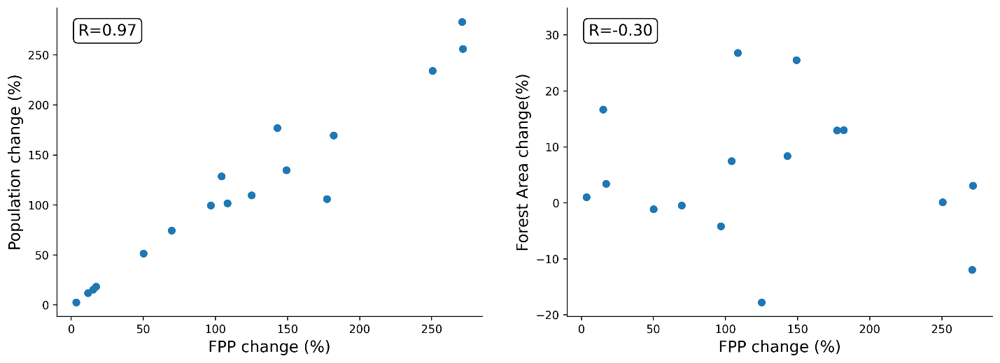 R=0.97
Population change (%)
250
200
150
100
50
0
0 50 100 150 200 250
FPP change (%)
R=-0.30
Forest Area change(%)
30
20
10
0
−10
−20
0 50 100 150 200 250
FPP change (%)